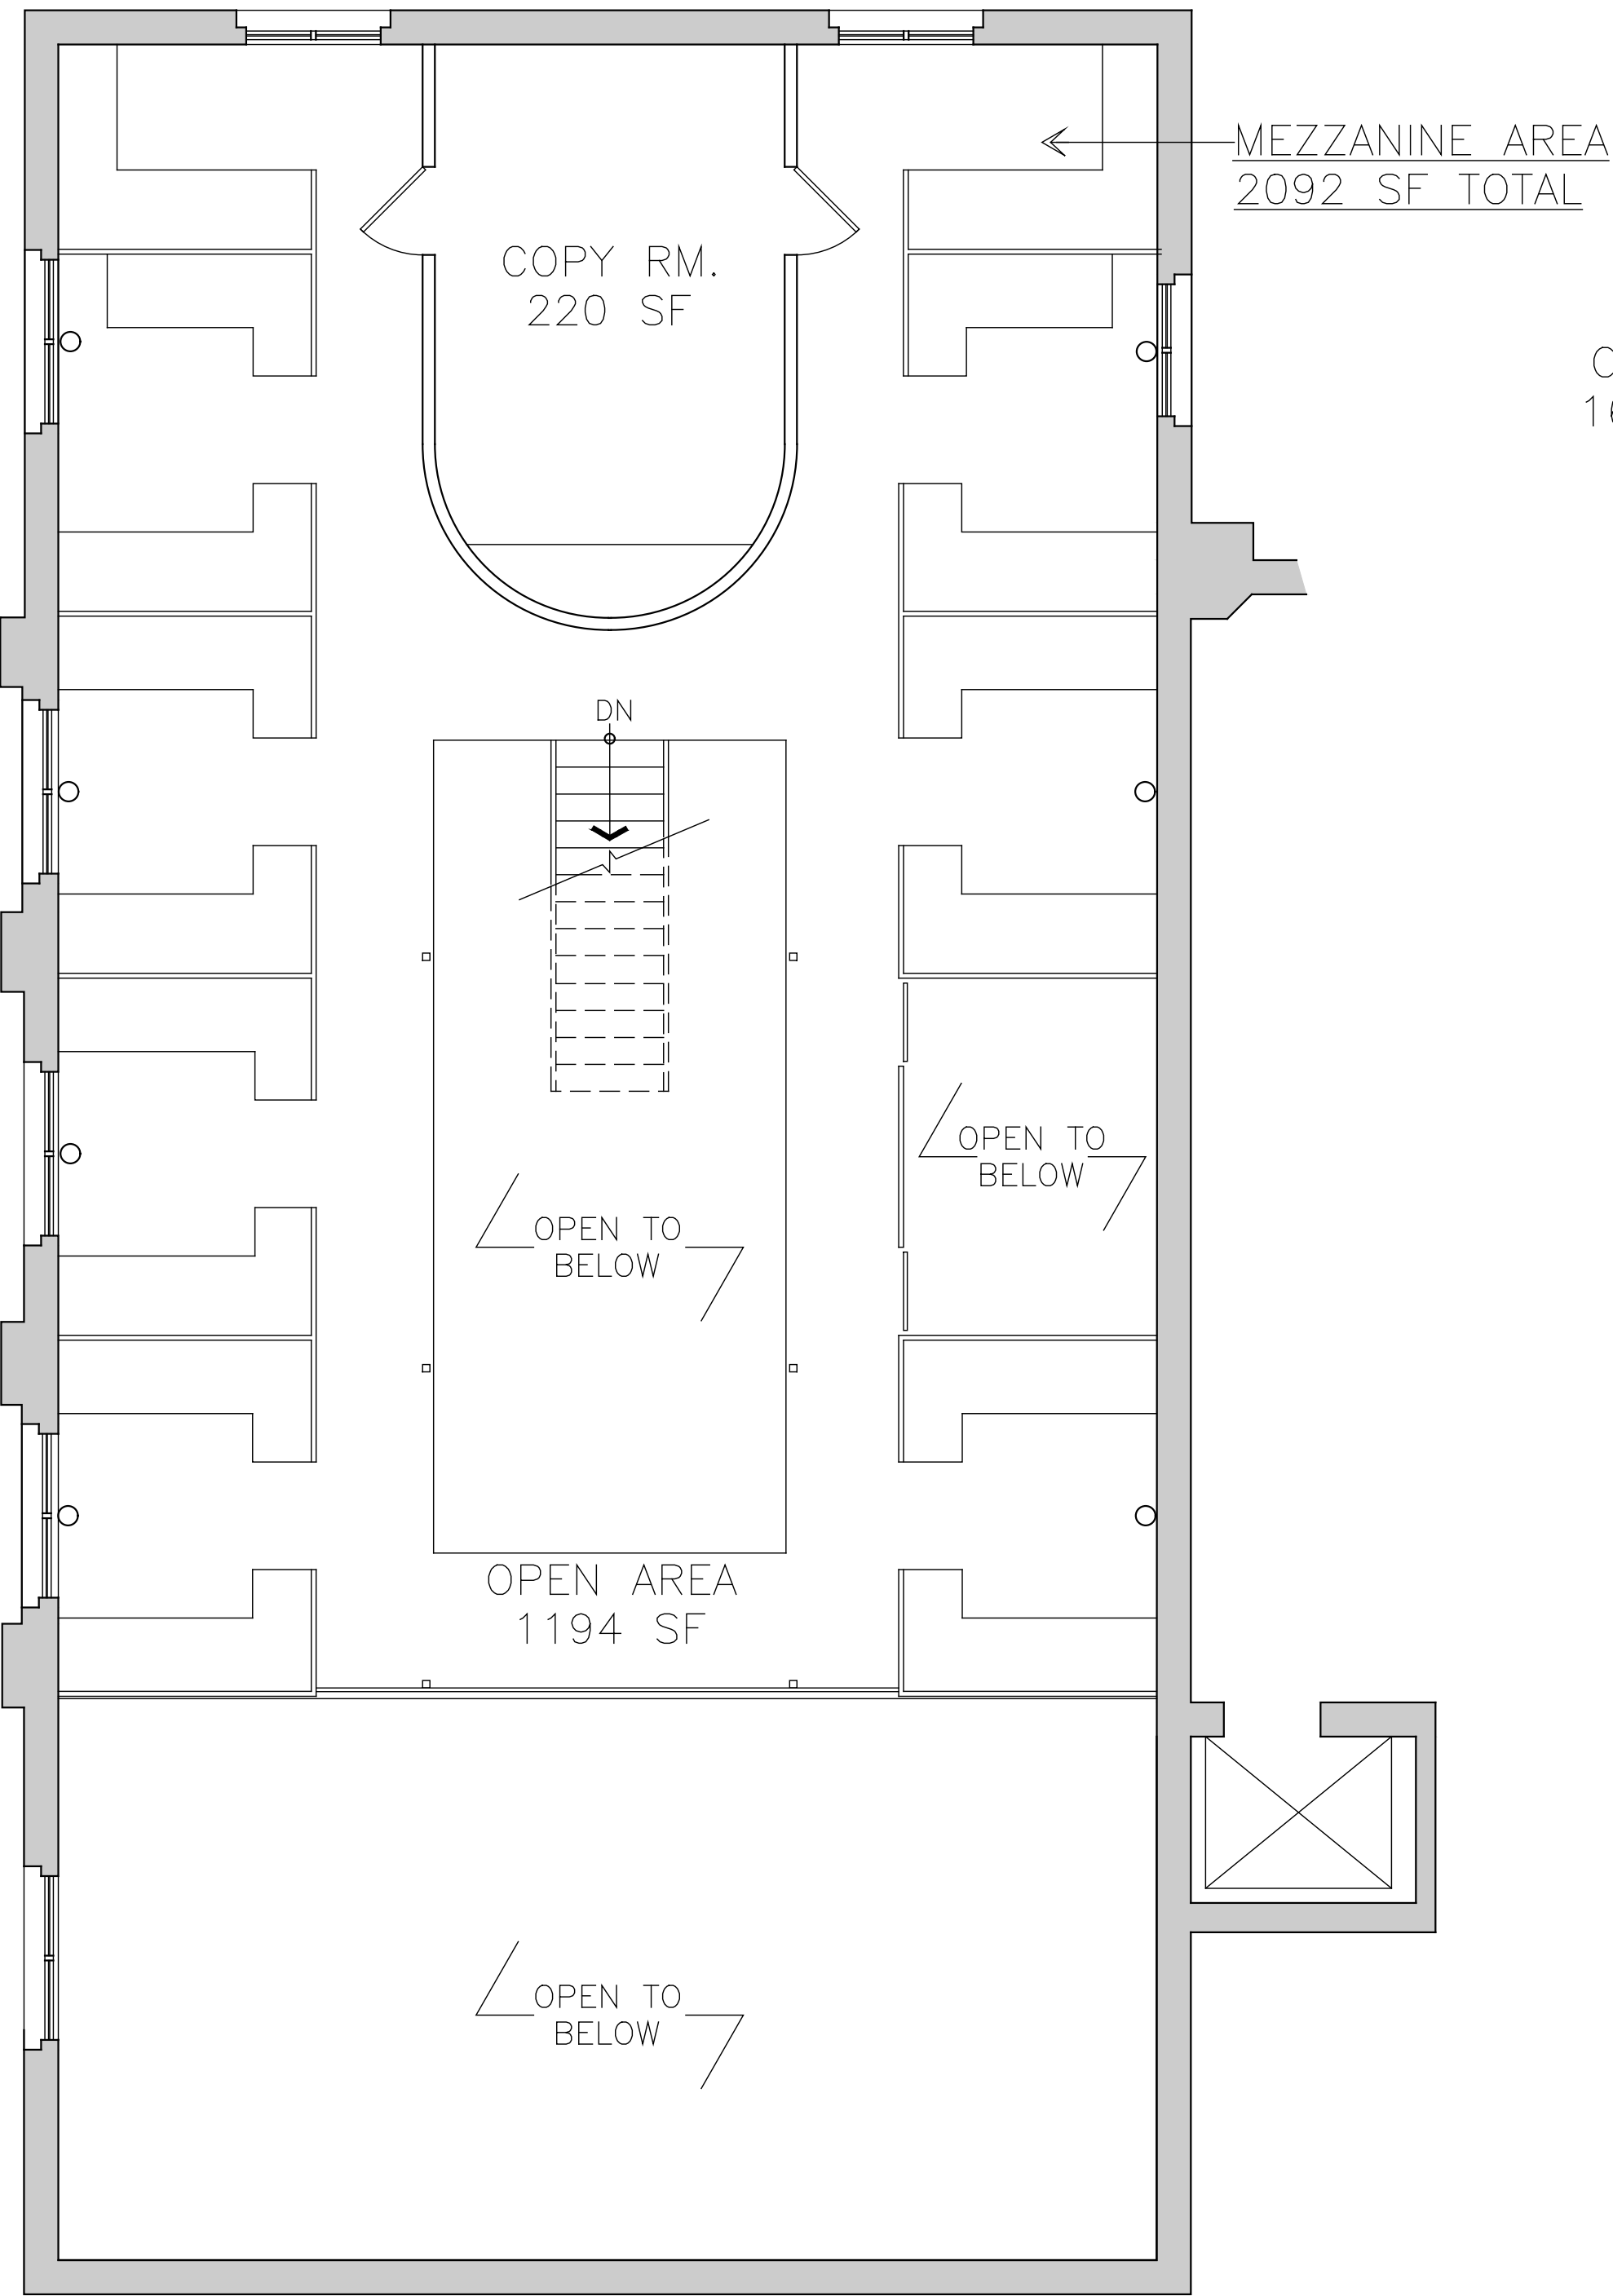 MEZZANINE AREA
2092 SF TOTAL
COPY RM.
220 SF
DN
OPEN TO
BELOW
OPEN TO
BELOW
OPEN AREA
1194 SF
OPEN TO
BELOW